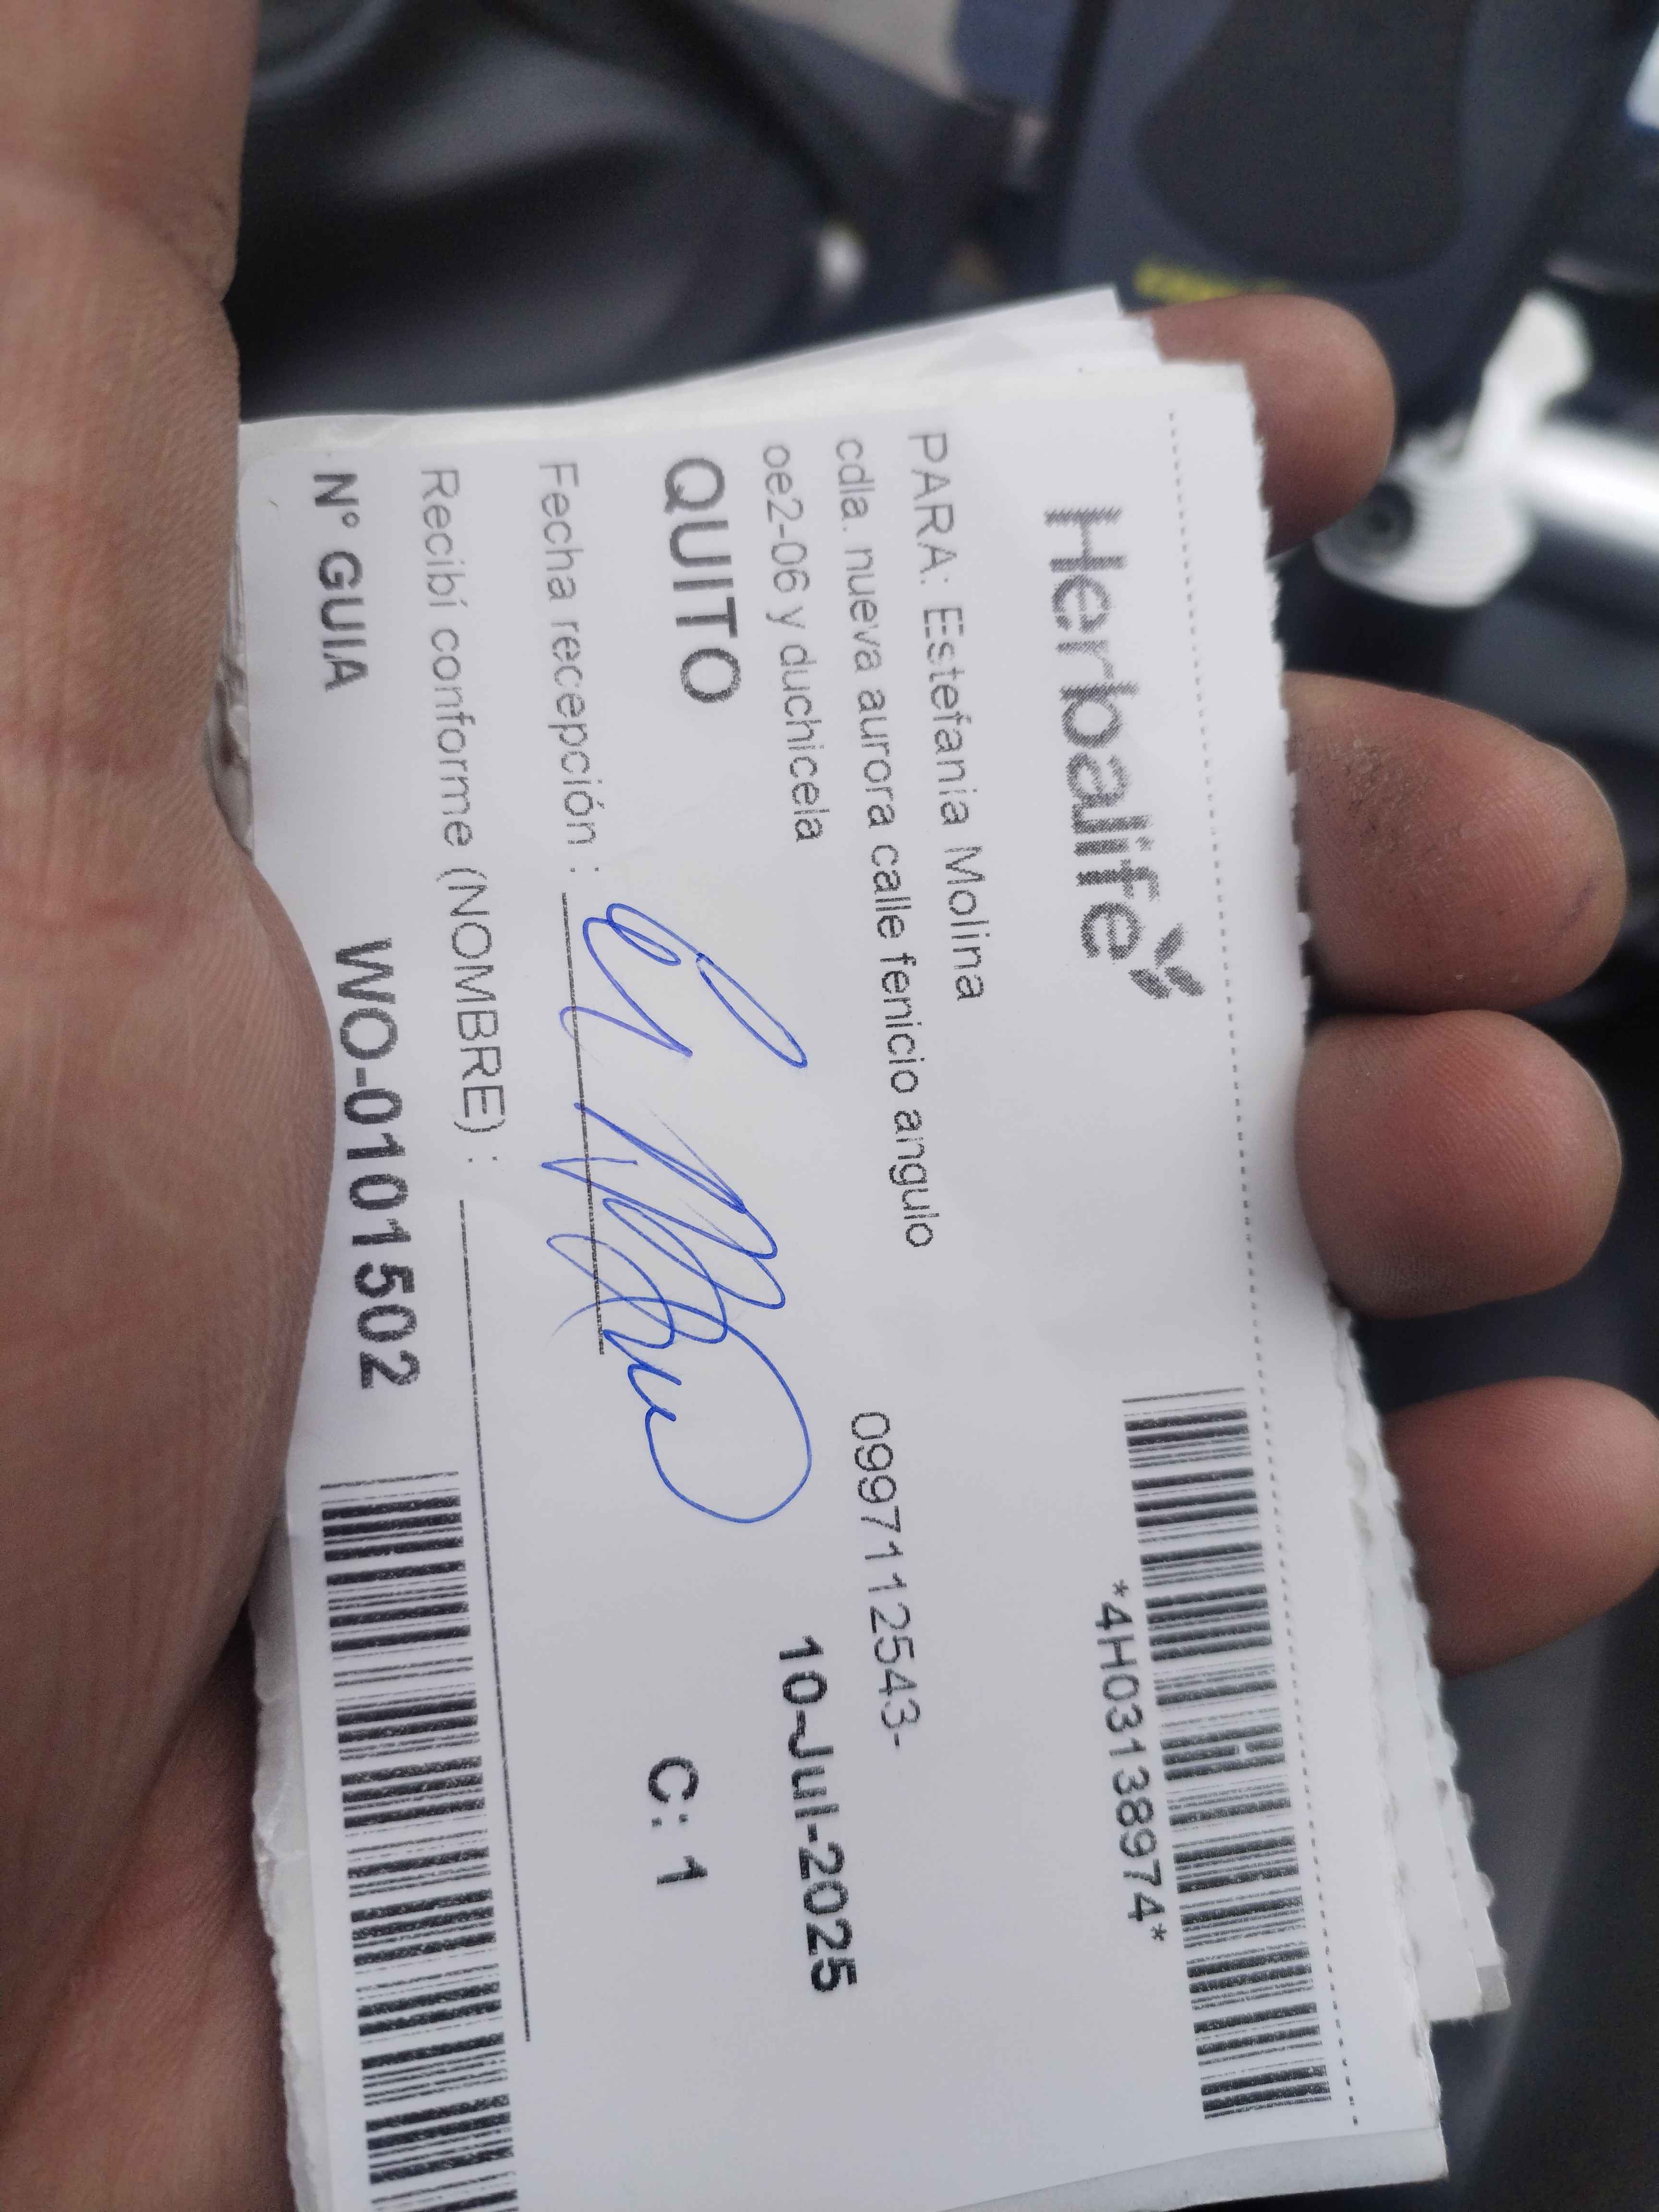 Herbalife
*4H03138974*
PARA: Estefania Molina
cdla. nueva aurora calle fenicio angulo 0997112543-
oe2-06 y duchicela
10-Jul-2025
QUITO
C: 1
Fecha recepción :
Recibí conforme (NOMBRE) :
N° GUIA WO-0101502